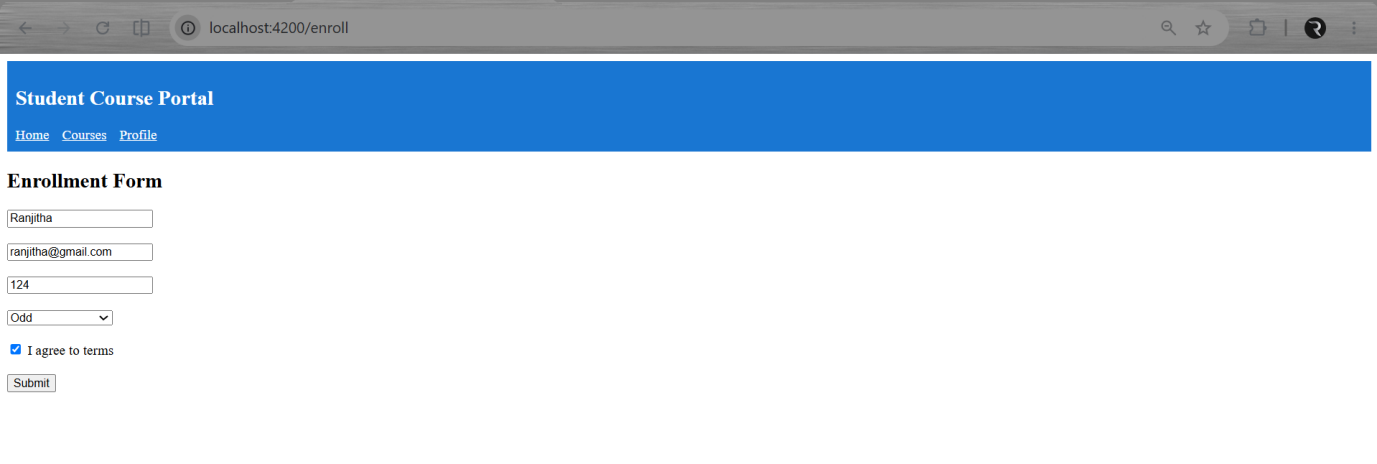 localhost:4200/enroll
Student Course Portal
Home Courses Profile
Enrollment Form
Ranjitha
ranjitha@gmail.com
124
Odd
I agree to terms
Submit